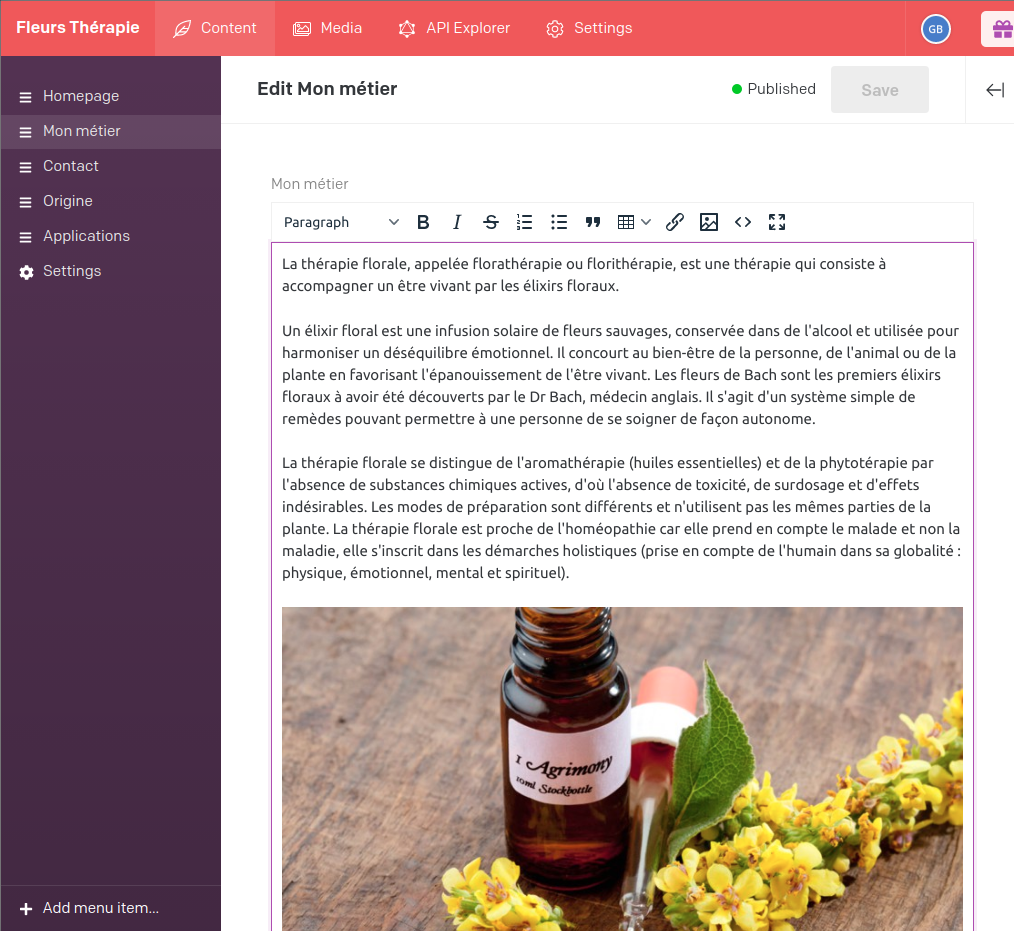 Fleurs Thérapie
Content
Media
API Explorer
Settings
GB
Homepage
Mon métier
Contact
Origine
Applications
Settings
Add menu item...
Edit Mon métier
Published
Save
Mon métier
Paragraph
La thérapie florale, appelée florathérapie ou florithérapie, est une thérapie qui consiste à
accompagner un être vivant par les élixirs floraux.
Un élixir floral est une infusion solaire de fleurs sauvages, conservée dans de l'alcool et utilisée pour
harmoniser un déséquilibre émotionnel. Il concourt au bien-être de la personne, de l'animal ou de la
plante en favorisant l'épanouissement de l'être vivant. Les fleurs de Bach sont les premiers élixirs
floraux à avoir été découverts par le Dr Bach, médecin anglais. Il s'agit d'un système simple de
remèdes pouvant permettre à une personne de se soigner de façon autonome.
La thérapie florale se distingue de l'aromathérapie (huiles essentielles) et de la phytotérapie par
l'absence de substances chimiques actives, d'où l'absence de toxicité, de surdosage et d'effets
indésirables. Les modes de préparation sont différents et n'utilisent pas les mêmes parties de la
plante. La thérapie florale est proche de l'homéopathie car elle prend en compte le malade et non la
maladie, elle s'inscrit dans les démarches holistiques (prise en compte de l'humain dans sa globalité :
physique, émotionnel, mental et spirituel).
1 Agrimony
10ml Stockbottle